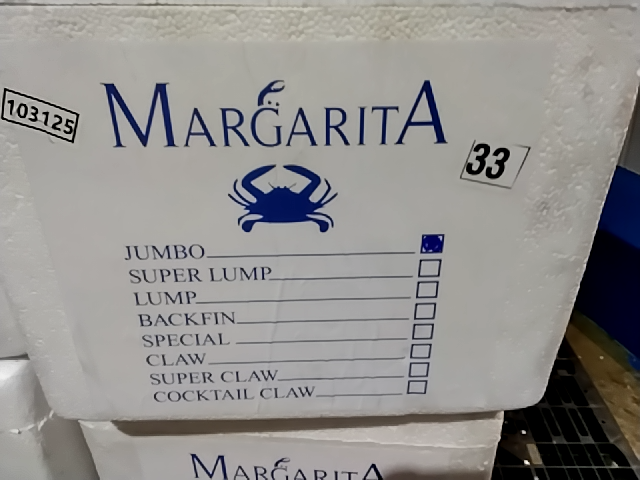 103125
MARGARITA
33
JUMBO
SUPER LUMP
LUMP
BACKFIN
SPECIAL
CLAW
SUPER CLAW
COCKTAIL CLAW
MARGARITA